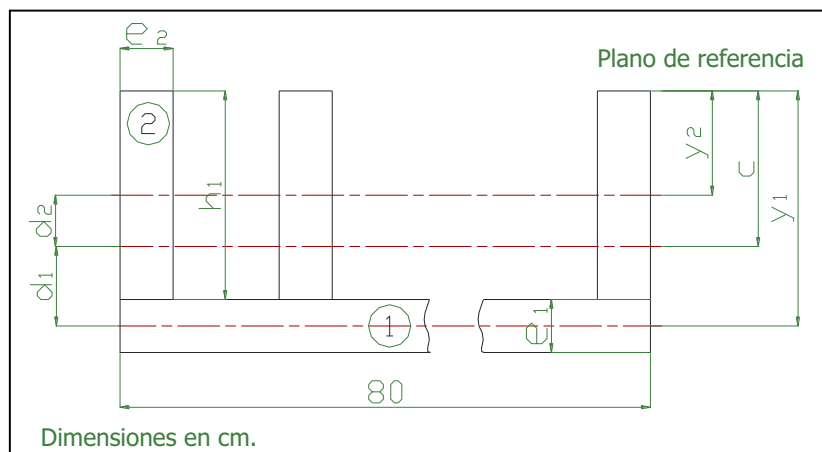 e2
Plano de referencia
2
y2
c
y1
h1
d2
d1
1
e1
80
Dimensiones en cm.